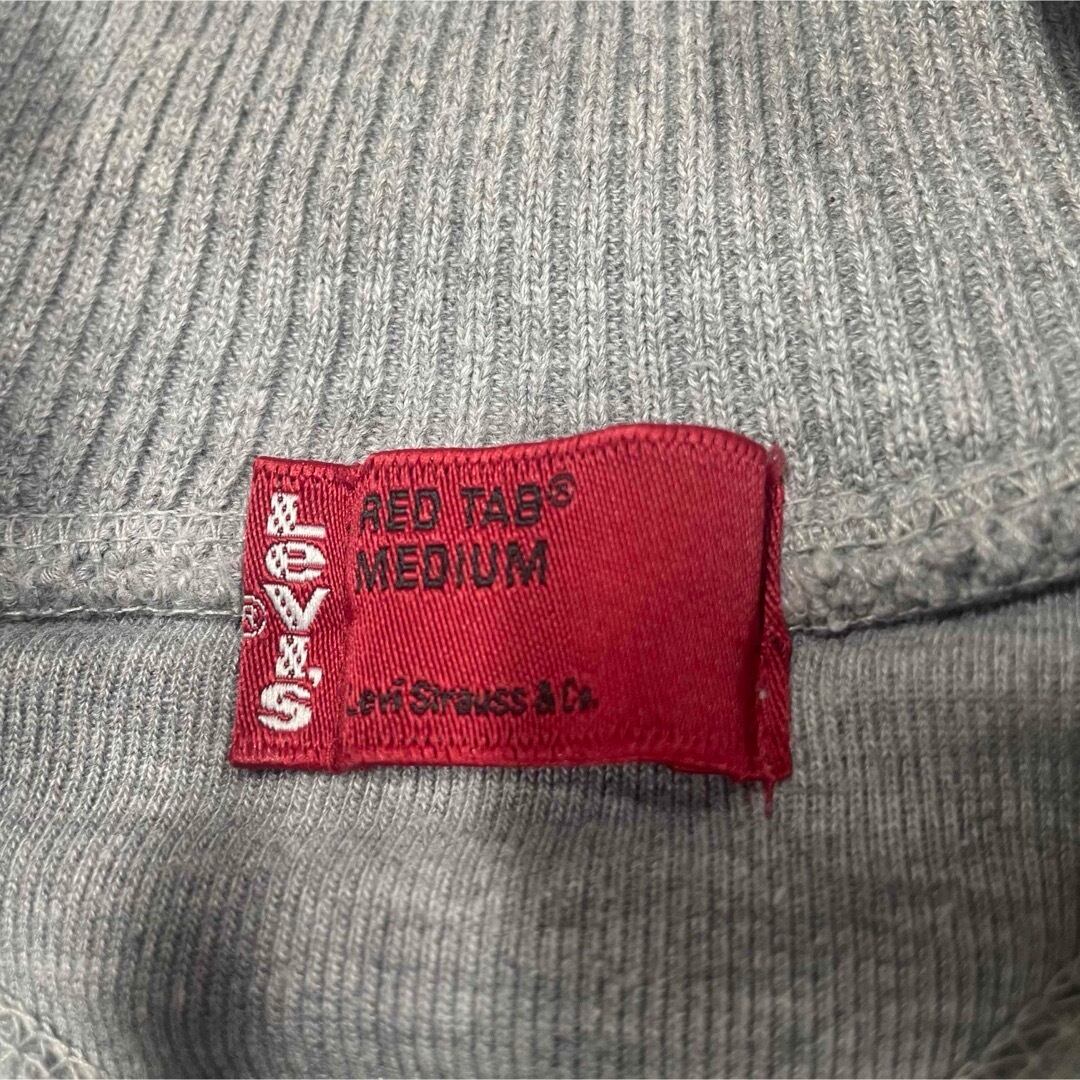 LEVI'S®
RED TAB®
MEDIUM
Levi Strauss & Co.